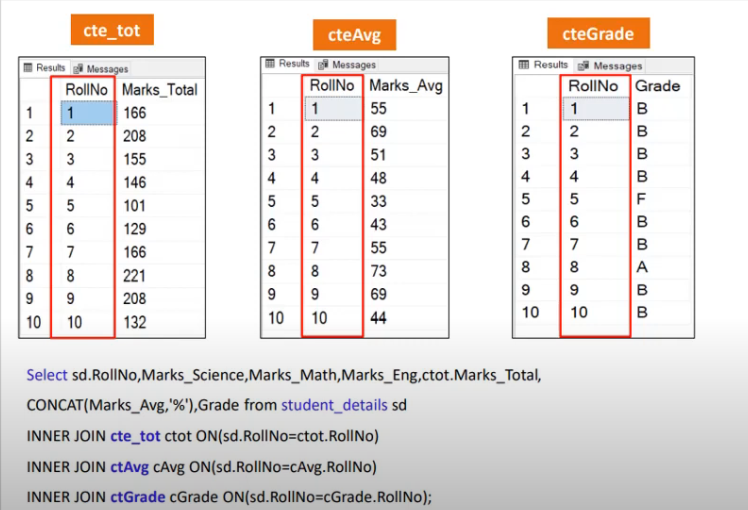 cte_tot
cteAvg
cteGrade
Results Messages
RollNo Marks_Total
1 1 166
2 2 208
3 3 155
4 4 146
5 5 101
6 6 129
7 7 166
8 8 221
9 9 208
10 10 132
Results Messages
RollNo Marks_Avg
1 1 55
2 2 69
3 3 51
4 4 48
5 5 33
6 6 43
7 7 55
8 8 73
9 9 69
10 10 44
Results Messages
RollNo Grade
1 1 B
2 2 B
3 3 B
4 4 B
5 5 F
6 6 B
7 7 B
8 8 A
9 9 B
10 10 B
Select sd.RollNo,Marks_Science,Marks_Math,Marks_Eng,ctot.Marks_Total,
CONCAT(Marks_Avg,'%'),Grade from student_details sd
INNER JOIN cte_tot ctot ON(sd.RollNo=ctot.RollNo)
INNER JOIN ctAvg cAvg ON(sd.RollNo=cAvg.RollNo)
INNER JOIN ctGrade cGrade ON(sd.RollNo=cGrade.RollNo);